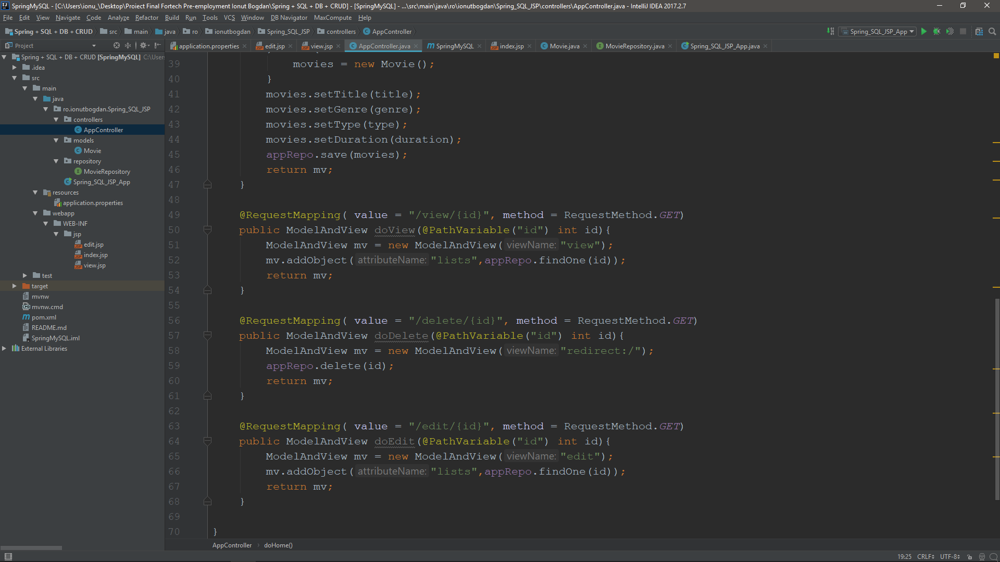 SpringMySQL - [C:\Users\ionu_\Desktop\Proiect Final Fortech Pre-employment Ionut Bogdan\Spring + SQL + DB + CRUD] - [SpringMySQL] - ...\src\main\java\ro\ionutbogdan\Spring_SQL_JSP\controllers\AppController.java - IntelliJ IDEA 2017.2.7
File Edit View Navigate Code Analyze Refactor Build Run Tools VCS Window DB Navigator MaxCompute Help
Spring + SQL + DB + CRUD src main java ro ionutbogdan Spring_SQL_JSP controllers AppController Spring_SQL_JSP_App
Project
application.properties edit.jsp view.jsp AppController.java SpringMySQL index.jsp Movie.java MovieRepository.java Spring_SQL_JSP_App.java
Spring + SQL + DB + CRUD [SpringMySQL] C:\Users
.idea
src
main
java
ro.ionutbogdan.Spring_SQL_JSP
controllers
AppController
models
Movie
repository
MovieRepository
Spring_SQL_JSP_App
resources
application.properties
webapp
WEB-INF
jsp
edit.jsp
index.jsp
view.jsp
test
target
mvnw
mvnw.cmd
pom.xml
README.md
SpringMySQL.iml
External Libraries
39 movies = new Movie();
40 }
41 movies.setTitle(title);
42 movies.setGenre(genre);
43 movies.setType(type);
44 movies.setDuration(duration);
45 appRepo.save(movies);
46 return mv;
47 }
48
49 @RequestMapping( value = "/view/{id}", method = RequestMethod.GET)
50 public ModelAndView doView(@PathVariable("id") int id){
51 ModelAndView mv = new ModelAndView( viewName: "view");
52 mv.addObject( attributeName: "lists",appRepo.findOne(id));
53 return mv;
54 }
55
56 @RequestMapping( value = "/delete/{id}", method = RequestMethod.GET)
57 public ModelAndView doDelete(@PathVariable("id") int id){
58 ModelAndView mv = new ModelAndView( viewName: "redirect:/");
59 appRepo.delete(id);
60 return mv;
61 }
62
63 @RequestMapping( value = "/edit/{id}", method = RequestMethod.GET)
64 public ModelAndView doEdit(@PathVariable("id") int id){
65 ModelAndView mv = new ModelAndView( viewName: "edit");
66 mv.addObject( attributeName: "lists",appRepo.findOne(id));
67 return mv;
68 }
69
70 }
AppController doHome()
19:25 CRLF UTF-8